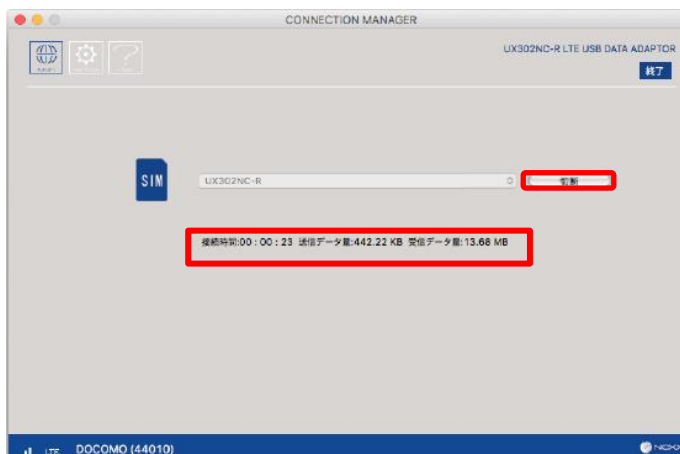 CONNECTION MANAGER
UX302NC-R LTE USB DATA ADAPTOR
終了
SIM
UX302NC-R
切断
接続時間:00 : 00 : 23 送信データ量:442.22 KB 受信データ量:13.68 MB
LTE
DOCOMO (44010)